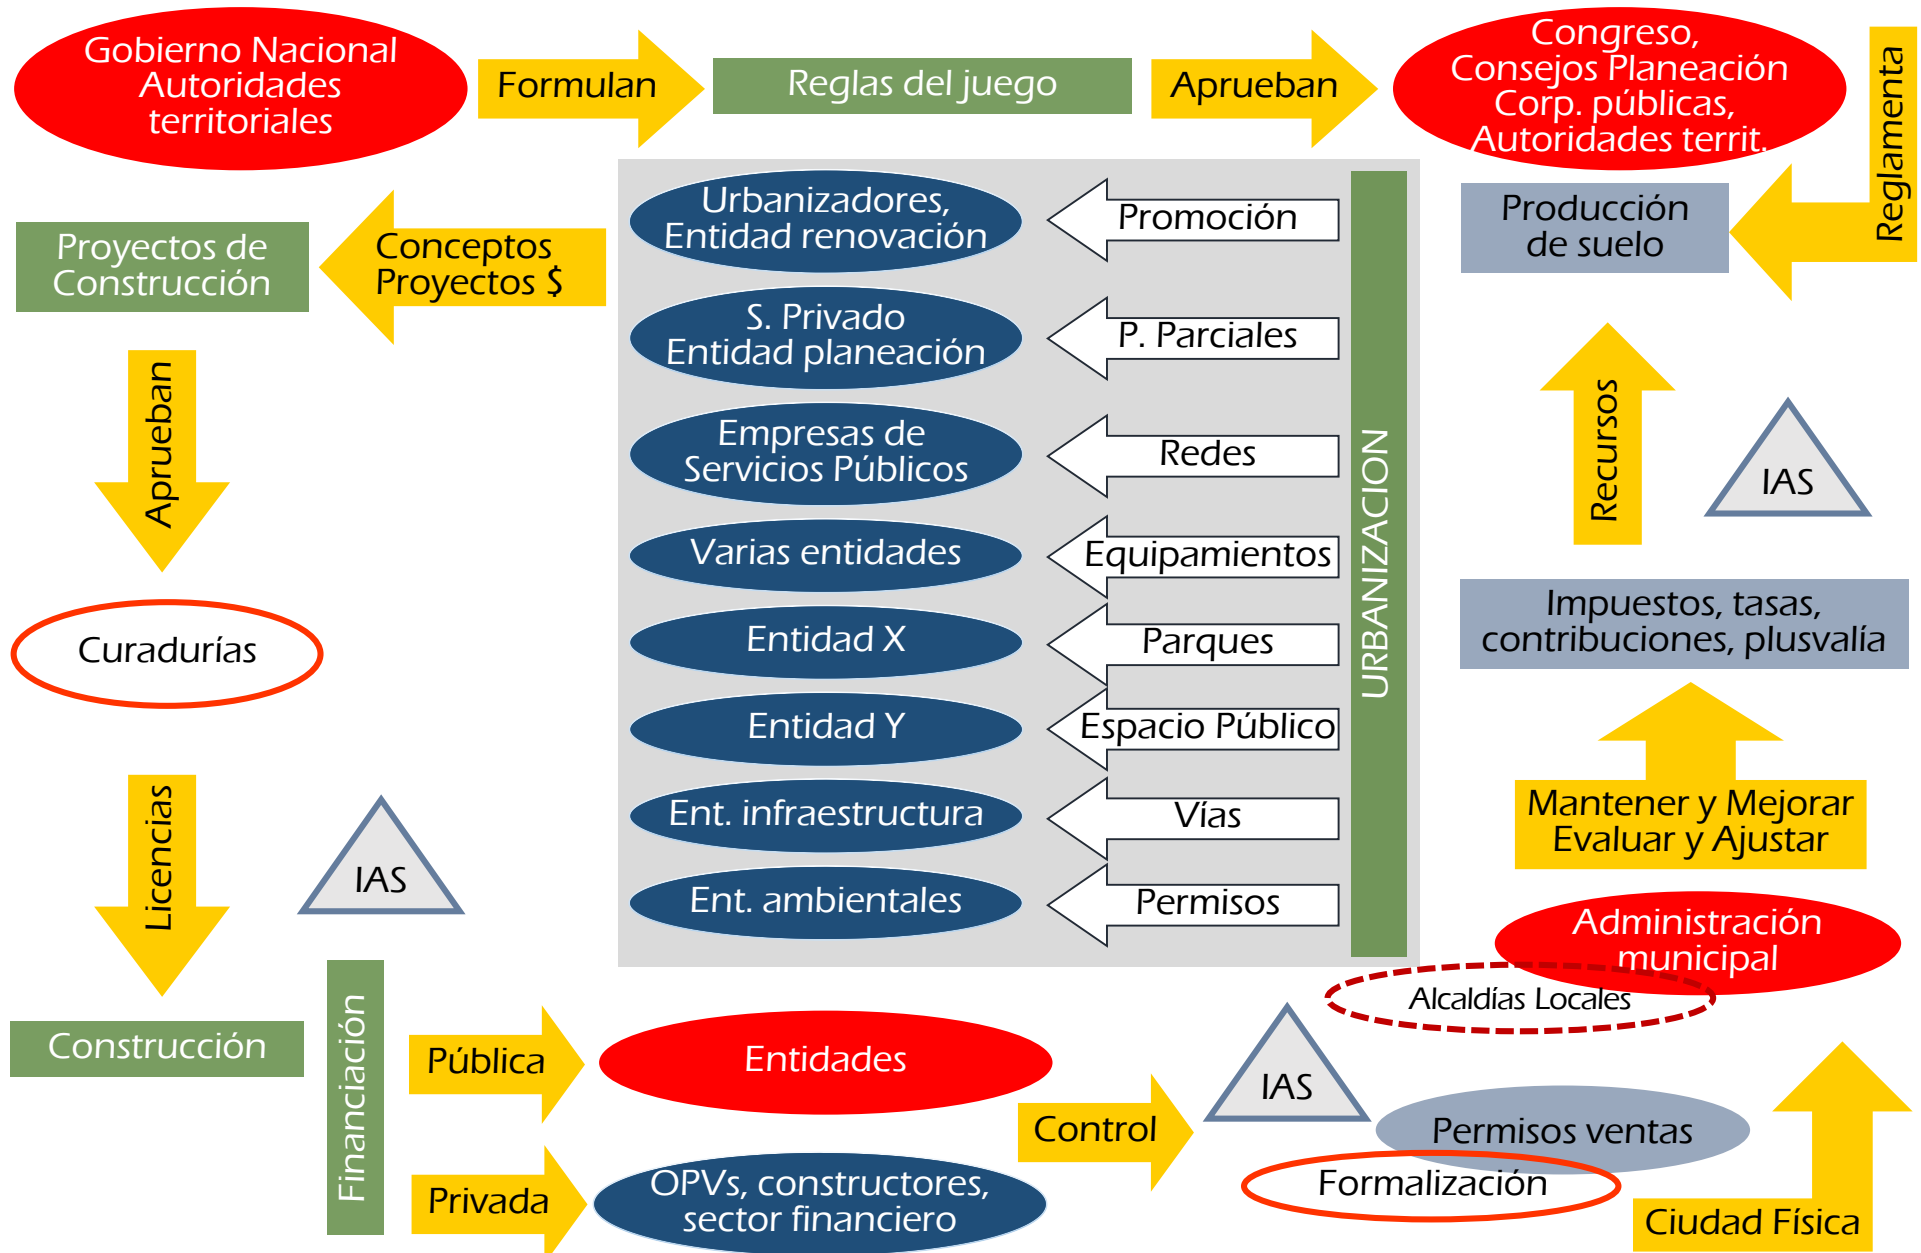 Gobierno Nacional
Autoridades
territoriales
Formulan
Reglas del juego
Aprueban
Congreso,
Consejos Planeación
Corp. públicas,
Autoridades territ.
Reglamenta
Producción
de suelo
Proyectos de
Construcción
Conceptos
Proyectos $
Urbanizadores,
Entidad renovación
Promoción
S. Privado
Entidad planeación
P. Parciales
Empresas de
Servicios Públicos
Redes
Varias entidades
Equipamientos
Entidad X
Parques
Entidad Y
Espacio Público
Ent. infraestructura
Vías
Ent. ambientales
Permisos
URBANIZACION
Aprueban
Curadurías
Licencias
IAS
Construcción
Financiación
Pública
Entidades
Privada
OPVs, constructores,
sector financiero
Control
IAS
Permisos ventas
Formalización
Ciudad Física
Alcaldías Locales
Administración
municipal
Mantener y Mejorar
Evaluar y Ajustar
Impuestos, tasas,
contribuciones, plusvalía
Recursos
IAS